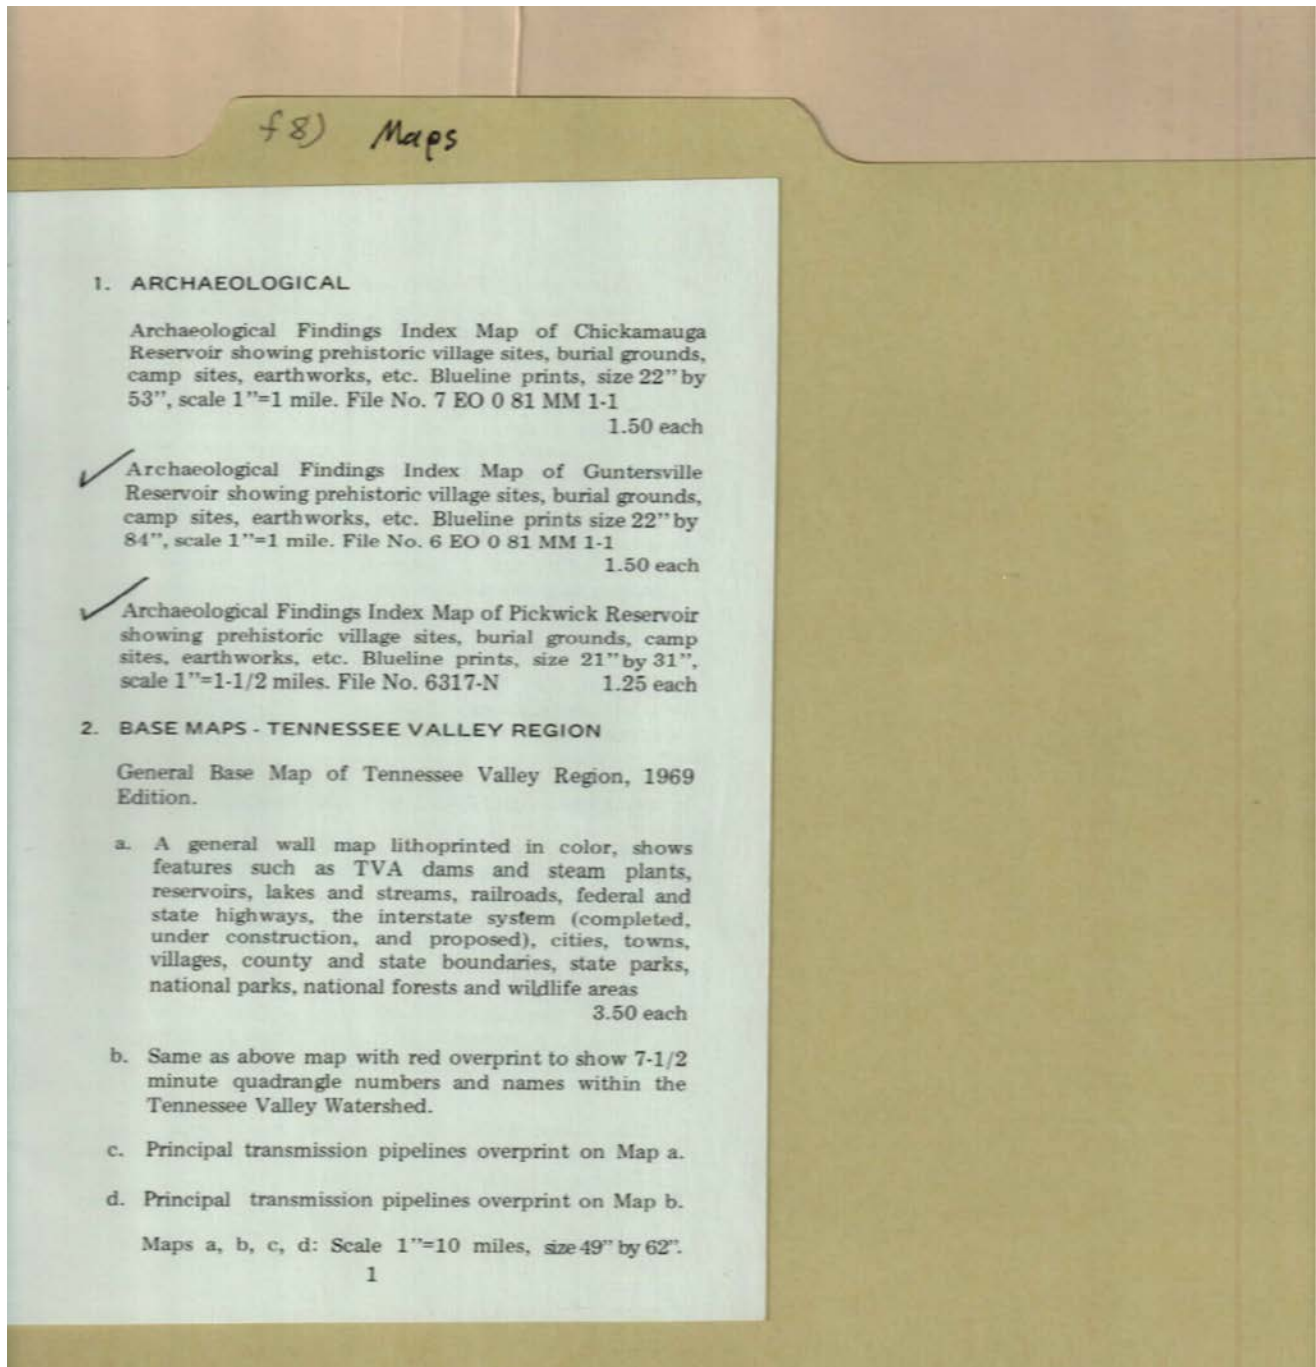 f8) Maps
1. ARCHAEOLOGICAL
Archaeological Findings Index Map of Chickamauga
Reservoir showing prehistoric village sites, burial grounds,
camp sites, earthworks, etc. Blueline prints, size 22" by
53", scale 1"=1 mile. File No. 7 EO 0 81 MM 1-1
1.50 each
Archaeological Findings Index Map of Guntersville
Reservoir showing prehistoric village sites, burial grounds,
camp sites, earthworks, etc. Blueline prints size 22" by
84", scale 1"=1 mile. File No. 6 EO 0 81 MM 1-1
1.50 each
Archaeological Findings Index Map of Pickwick Reservoir
showing prehistoric village sites, burial grounds, camp
sites, earthworks, etc. Blueline prints, size 21" by 31",
scale 1"=1-1/2 miles. File No. 6317-N 1.25 each
2. BASE MAPS - TENNESSEE VALLEY REGION
General Base Map of Tennessee Valley Region, 1969
Edition.
a. A general wall map lithoprinted in color, shows
features such as TVA dams and steam plants,
reservoirs, lakes and streams, railroads, federal and
state highways, the interstate system (completed,
under construction, and proposed), cities, towns,
villages, county and state boundaries, state parks,
national parks, national forests and wildlife areas
3.50 each
b. Same as above map with red overprint to show 7-1/2
minute quadrangle numbers and names within the
Tennessee Valley Watershed.
c. Principal transmission pipelines overprint on Map a.
d. Principal transmission pipelines overprint on Map b.
Maps a, b, c, d: Scale 1"=10 miles, size 49" by 62".
1